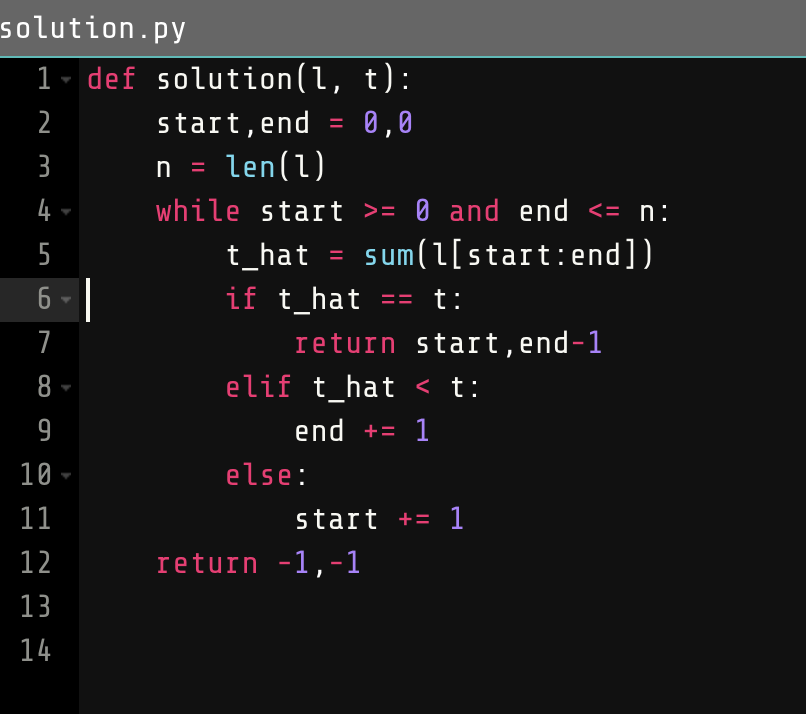 solution.py
1 def solution(l, t):
2     start,end = 0,0
3     n = len(l)
4     while start >= 0 and end <= n:
5         t_hat = sum(l[start:end])
6         if t_hat == t:
7             return start,end-1
8         elif t_hat < t:
9             end += 1
10         else:
11             start += 1
12     return -1,-1
13
14